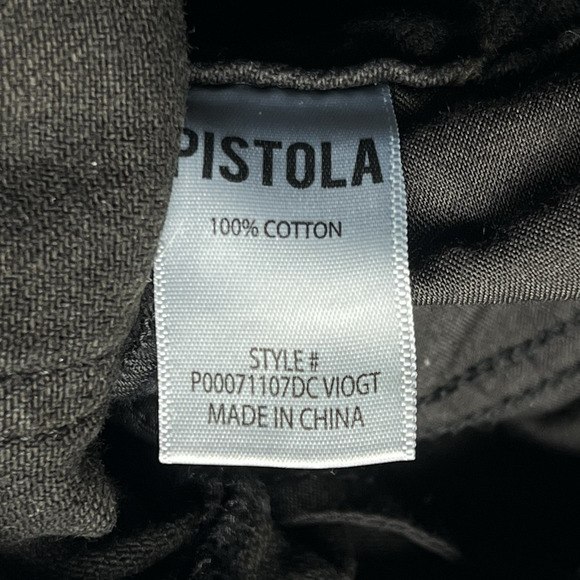 PISTOLA
100% COTTON
STYLE #
P00071107DC VIOGT
MADE IN CHINA